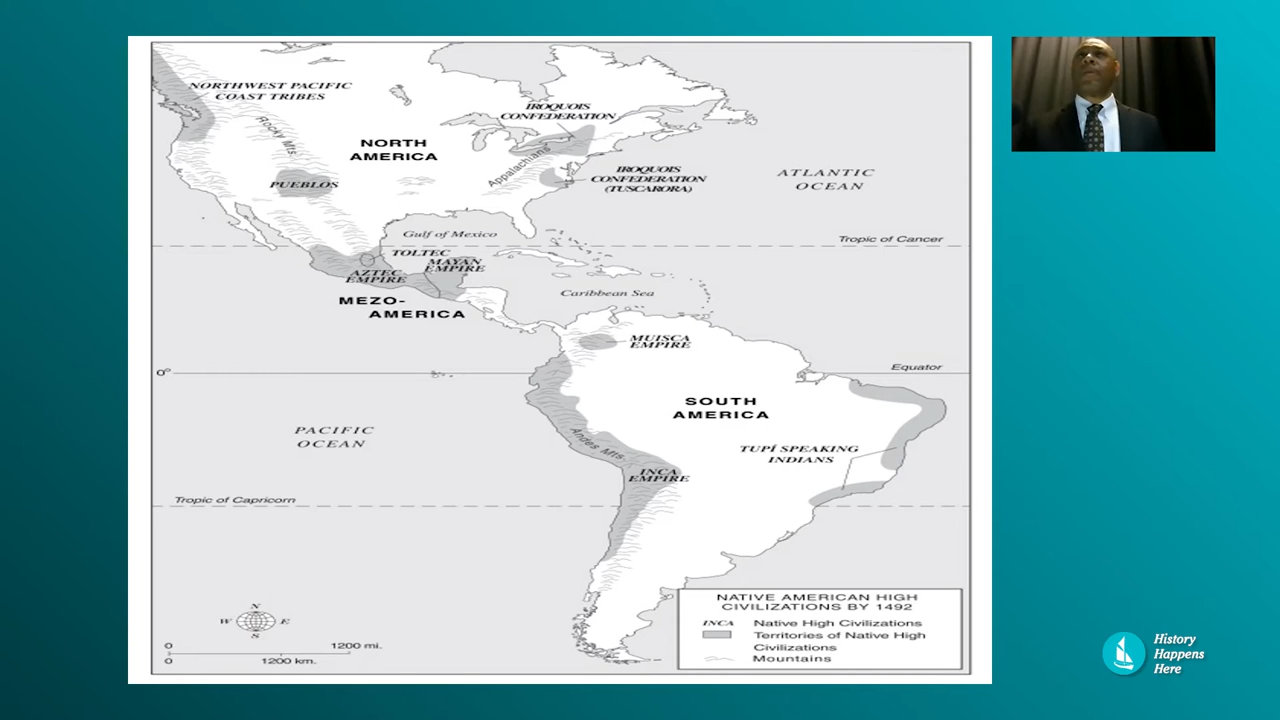 NORTHWEST PACIFIC
COAST TRIBES
IROQUOIS
CONFEDERATION
Rocky Mts.
NORTH
AMERICA
Appalachians
IROQUOIS
CONFEDERATION
(TUSCARORA)
ATLANTIC
OCEAN
PUEBLOS
Gulf of Mexico
Tropic of Cancer
TOLTEC
MAYAN
EMPIRE
AZTEC
EMPIRE
Caribbean Sea
MEZO-
AMERICA
MUISCA
EMPIRE
0°
Equator
SOUTH
AMERICA
PACIFIC
OCEAN
Andes Mts.
TUPÍ SPEAKING
INDIANS
INCA
EMPIRE
Tropic of Capricorn
N
W E
S
0 1200 mi.
0 1200 km.
NATIVE AMERICAN HIGH
CIVILIZATIONS BY 1492
INCA Native High Civilizations
Territories of Native High
Civilizations
Mountains
History
Happens
Here